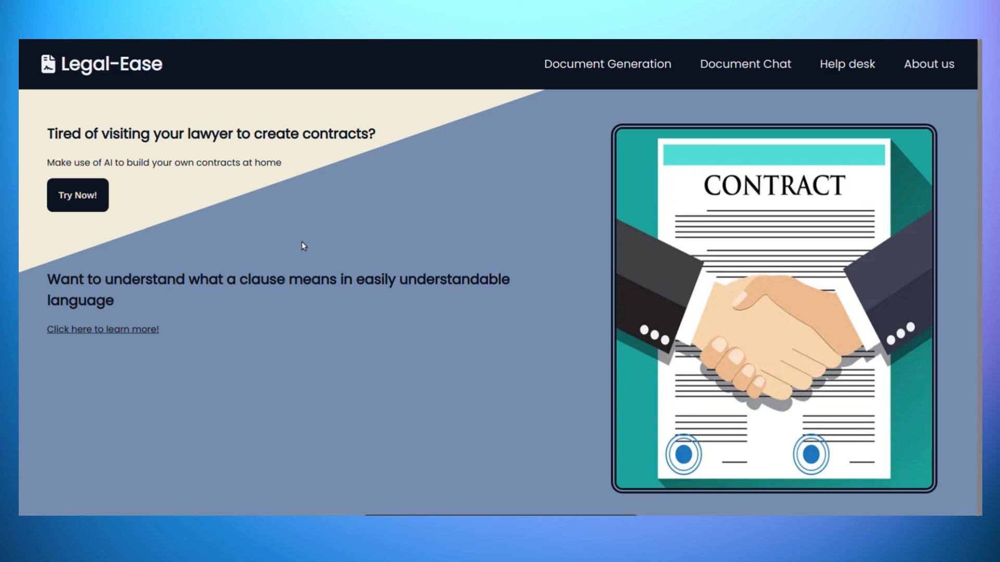 Legal-Ease
Document Generation
Document Chat
Help desk
About us
Tired of visiting your lawyer to create contracts?
Make use of AI to build your own contracts at home
Try Now!
Want to understand what a clause means in easily understandable
language
Click here to learn more!
CONTRACT